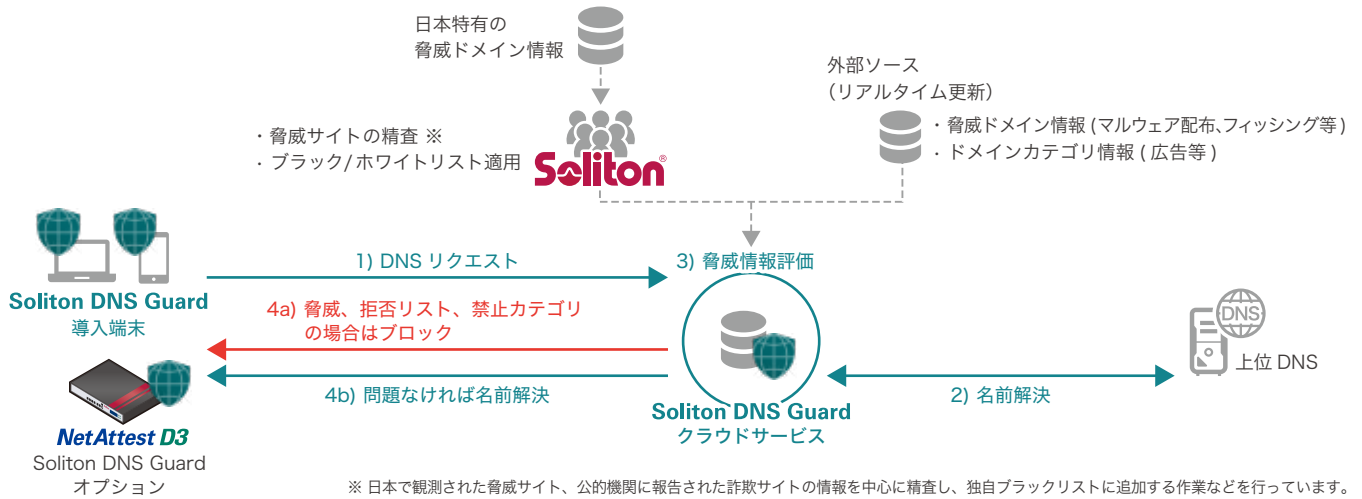 日本特有の
脅威ドメイン情報
外部ソース
（リアルタイム更新）
・脅威サイトの精査 ※
・ブラック/ホワイトリスト適用
Soliton®
・脅威ドメイン情報 ( マルウェア配布、フィッシング等 )
・ドメインカテゴリ情報 ( 広告等 )
1) DNS リクエスト
3) 脅威情報評価
Soliton DNS Guard
導入端末
4a) 脅威、拒否リスト、禁止カテゴリ
の場合はブロック
DNS
上位 DNS
4b) 問題なければ名前解決
2) 名前解決
Soliton DNS Guard
クラウドサービス
NetAttest D3
Soliton DNS Guard
オプション
※ 日本で観測された脅威サイト、公的機関に報告された詐欺サイトの情報を中心に精査し、独自ブラックリストに追加する作業などを行っています。